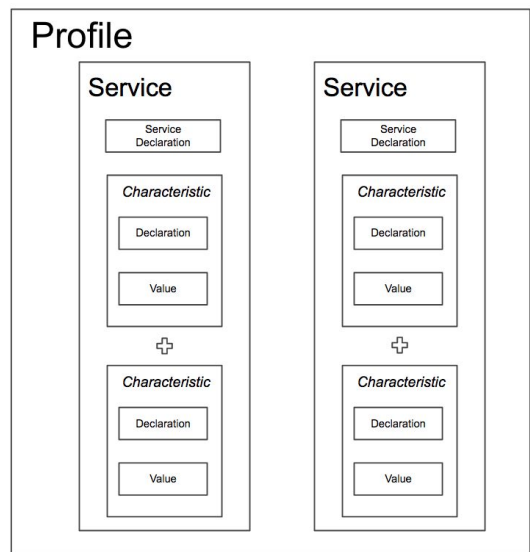 Profile
Service
Service
Declaration
Characteristic
Declaration
Value
Characteristic
Declaration
Value
Service
Service
Declaration
Characteristic
Declaration
Value
Characteristic
Declaration
Value